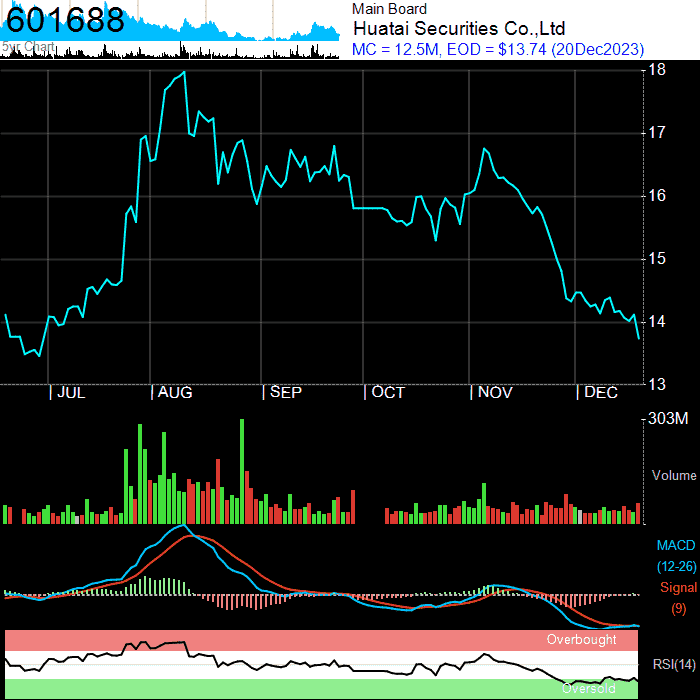 601688
5yr Chart
Main Board
Huatai Securities Co.,Ltd
MC = 12.5M, EOD = $13.74 (20Dec2023)
18
17
16
15
14
13
JUL
AUG
SEP
OCT
NOV
DEC
303M
Volume
MACD
(12-26)
Signal
(9)
Overbought
RSI(14)
Oversold